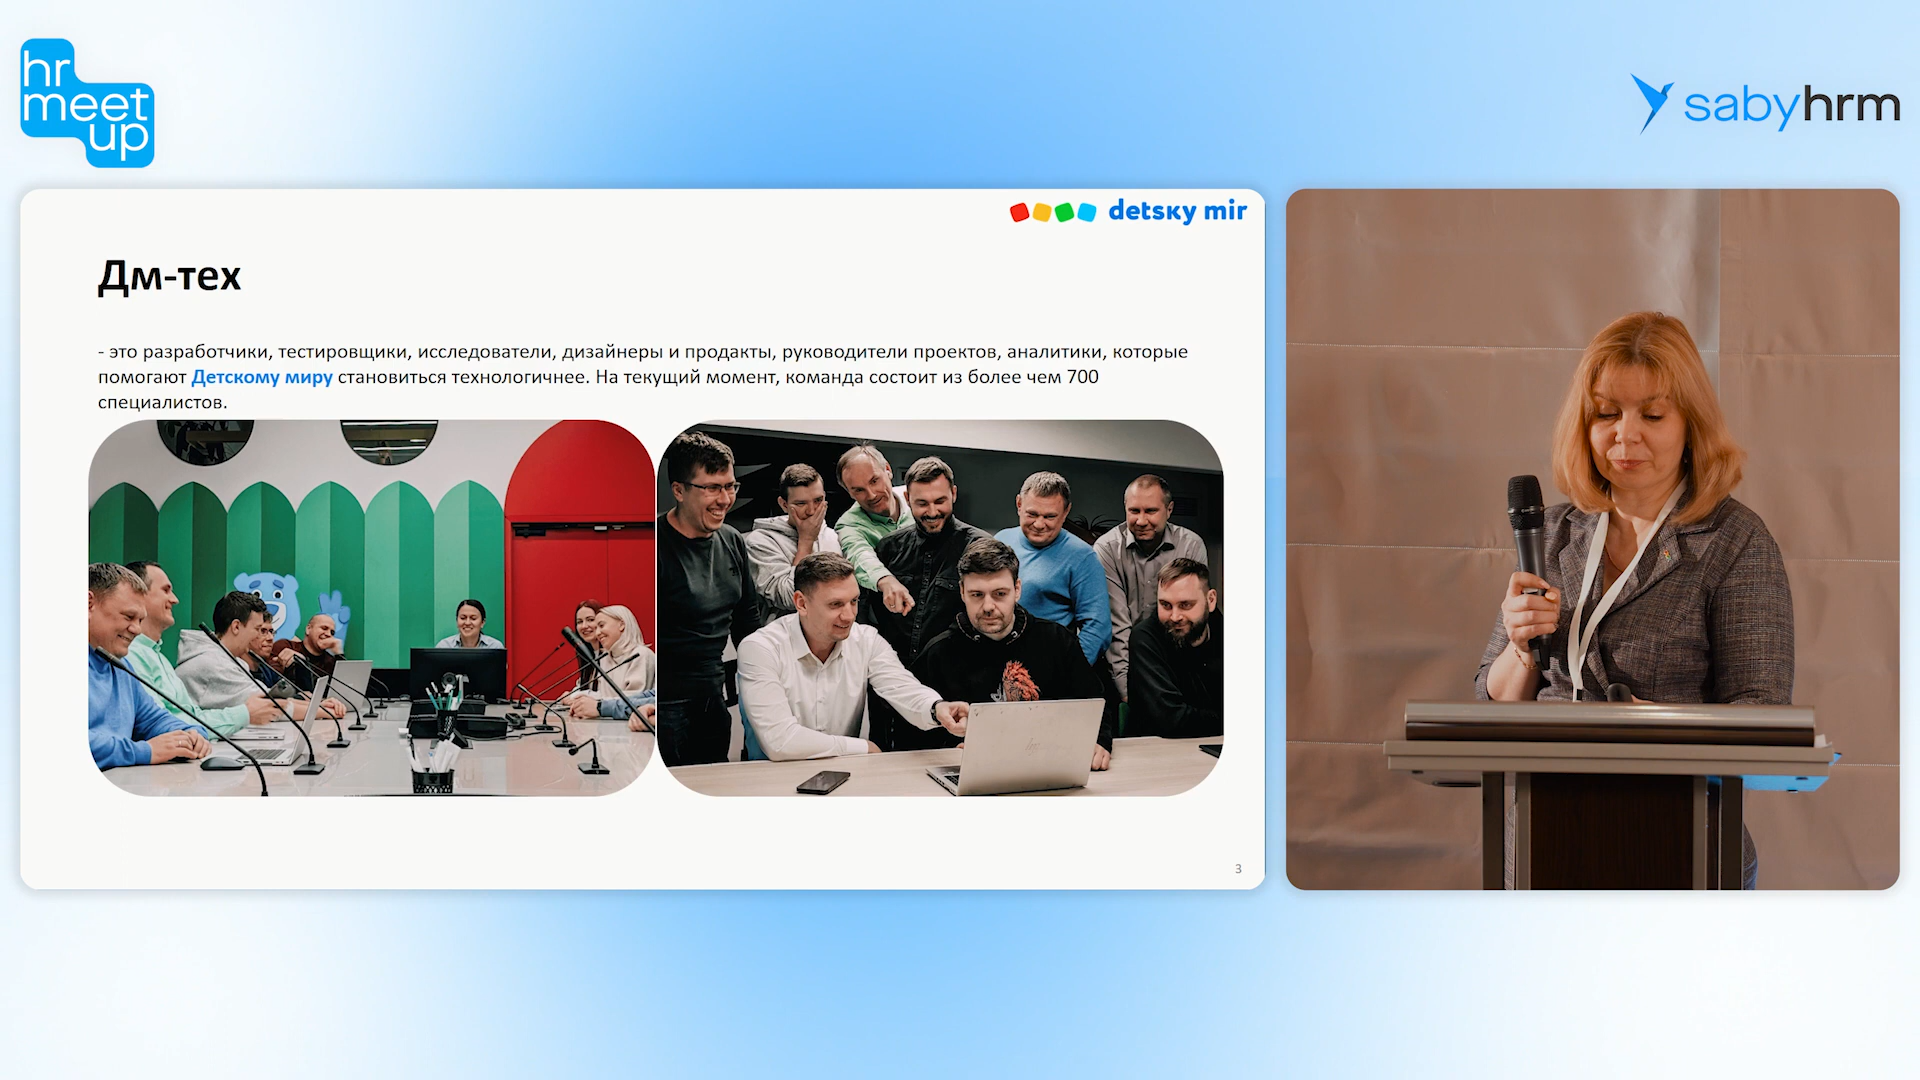 hr
meet
up
sabyhrm
detsky mir
Дм-тех
- это разработчики, тестировщики, исследователи, дизайнеры и продакты, руководители проектов, аналитики, которые
помогают Детскому миру становиться технологичнее. На текущий момент, команда состоит из более чем 700
специалистов.
3